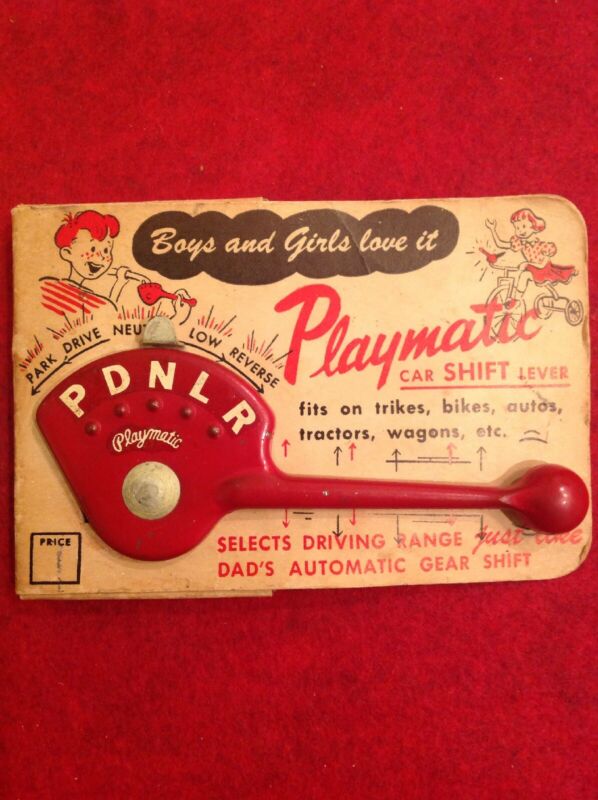 Boys and Girls love it
PARK DRIVE NEUT LOW REVERSE
P D N L R
Playmatic
Playmatic
CAR SHIFT LEVER
fits on trikes, bikes, autos,
tractors, wagons, etc.
SELECTS DRIVING RANGE just like
DAD'S AUTOMATIC GEAR SHIFT
PRICE